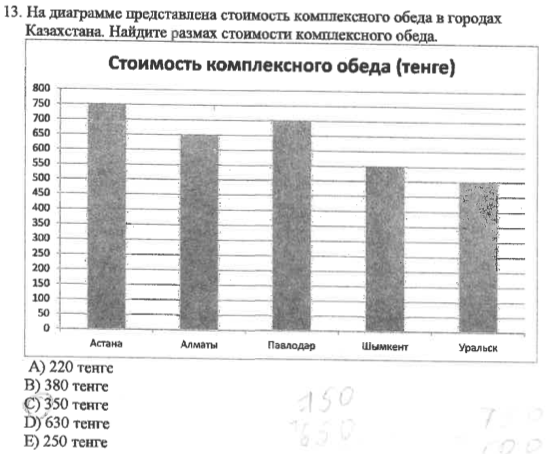 13. На диаграмме представлена стоимость комплексного обеда в городах
Казахстана. Найдите размах стоимости комплексного обеда.
Стоимость комплексного обеда (тенге)
800
750
700
650
600
550
500
450
400
350
300
250
200
150
100
50
0
Астана Алматы Павлодар Шымкент Уральск
A) 220 тенге
B) 380 тенге
C) 350 тенге
D) 630 тенге
E) 250 тенге
150